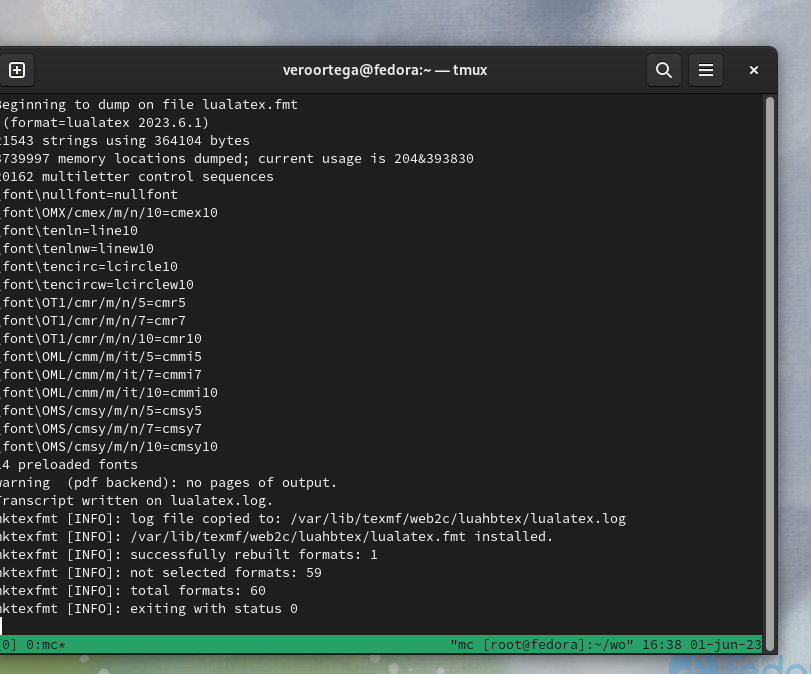 veroortega@fedora:~ — tmux
Beginning to dump on file lualatex.fmt
(format=lualatex 2023.6.1)
1543 strings using 364104 bytes
739997 memory locations dumped; current usage is 204&393830
0162 multiletter control sequences
font\nullfont=nullfont
font\OMX/cmex/m/n/10=cmex10
font\tenln=line10
font\tenlnw=linew10
font\tencirc=lcircle10
font\tencircw=lcirclew10
font\OT1/cmr/m/n/5=cmr5
font\OT1/cmr/m/n/7=cmr7
font\OT1/cmr/m/n/10=cmr10
font\OML/cmm/m/it/5=cmmi5
font\OML/cmm/m/it/7=cmmi7
font\OML/cmm/m/it/10=cmmi10
font\OMS/cmsy/m/n/5=cmsy5
font\OMS/cmsy/m/n/7=cmsy7
font\OMS/cmsy/m/n/10=cmsy10
14 preloaded fonts
warning  (pdf backend): no pages of output.
Transcript written on lualatex.log.
mktexfmt [INFO]: log file copied to: /var/lib/texmf/web2c/luahbtex/lualatex.log
mktexfmt [INFO]: /var/lib/texmf/web2c/luahbtex/lualatex.fmt installed.
mktexfmt [INFO]: successfully rebuilt formats: 1
mktexfmt [INFO]: not selected formats: 59
mktexfmt [INFO]: total formats: 60
mktexfmt [INFO]: exiting with status 0
[0] 0:mc* "mc [root@fedora]:~/wo" 16:38 01-jun-23